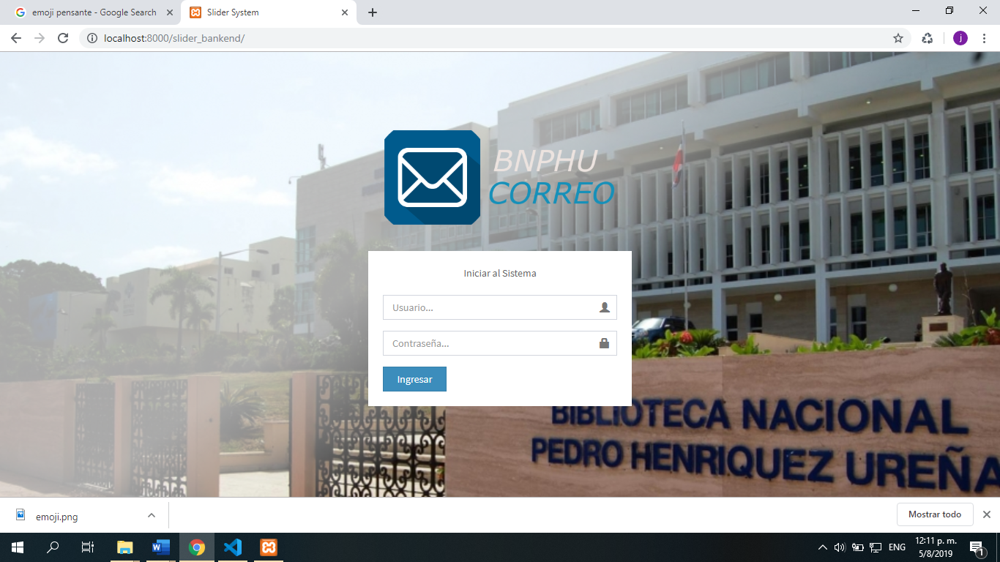 emoji pensante - Google Search
Slider System
localhost:8000/slider_bankend/
j
BNPHU
CORREO
Iniciar al Sistema
Usuario...
Contraseña...
Ingresar
BIBLIOTECA NACIONAL
PEDRO HENRIQUEZ UREÑA
emoji.png
Mostrar todo
W
ENG
12:11 p. m.
5/8/2019
1